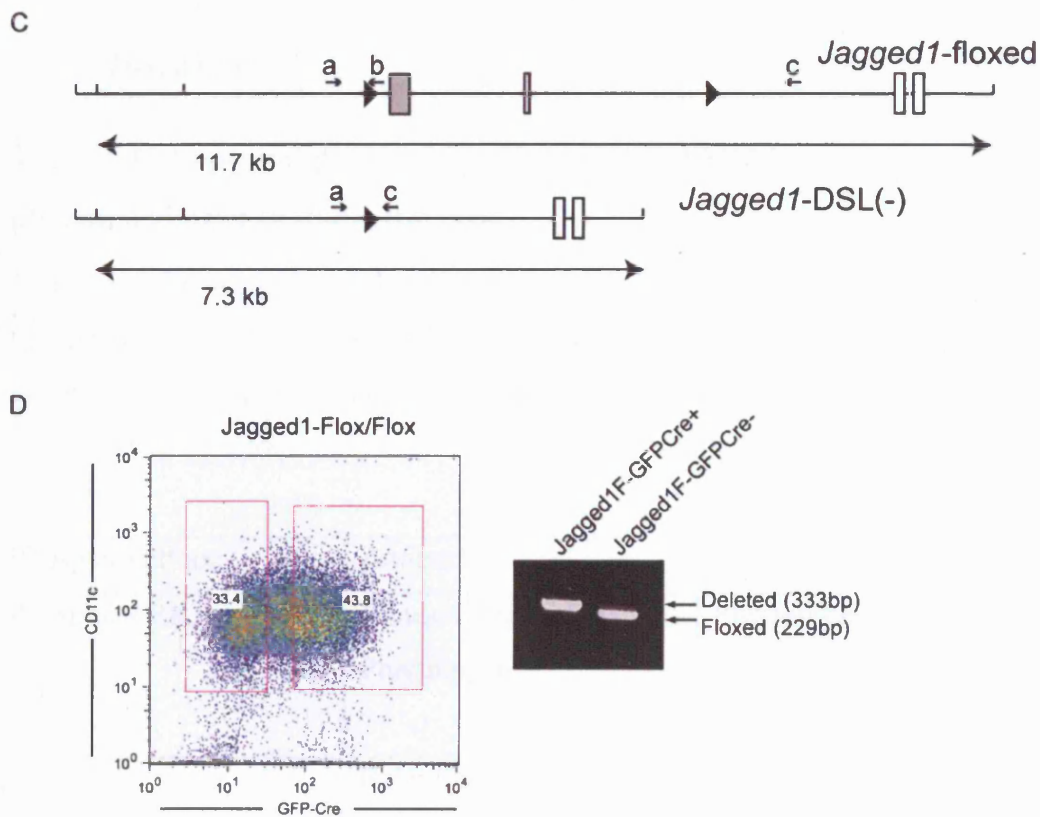 C
Jagged1-floxed
a b c
11.7 kb
a c
Jagged1-DSL(-)
7.3 kb
D
Jagged1-Flox/Flox
Jagged1F-GFPCre+
Jagged1F-GFPCre-
10⁴
10³
10²
10¹
10⁰
CD11c
33.4
43.8
10⁰ 10¹ 10² 10³ 10⁴
GFP-Cre
Deleted (333bp)
Floxed (229bp)